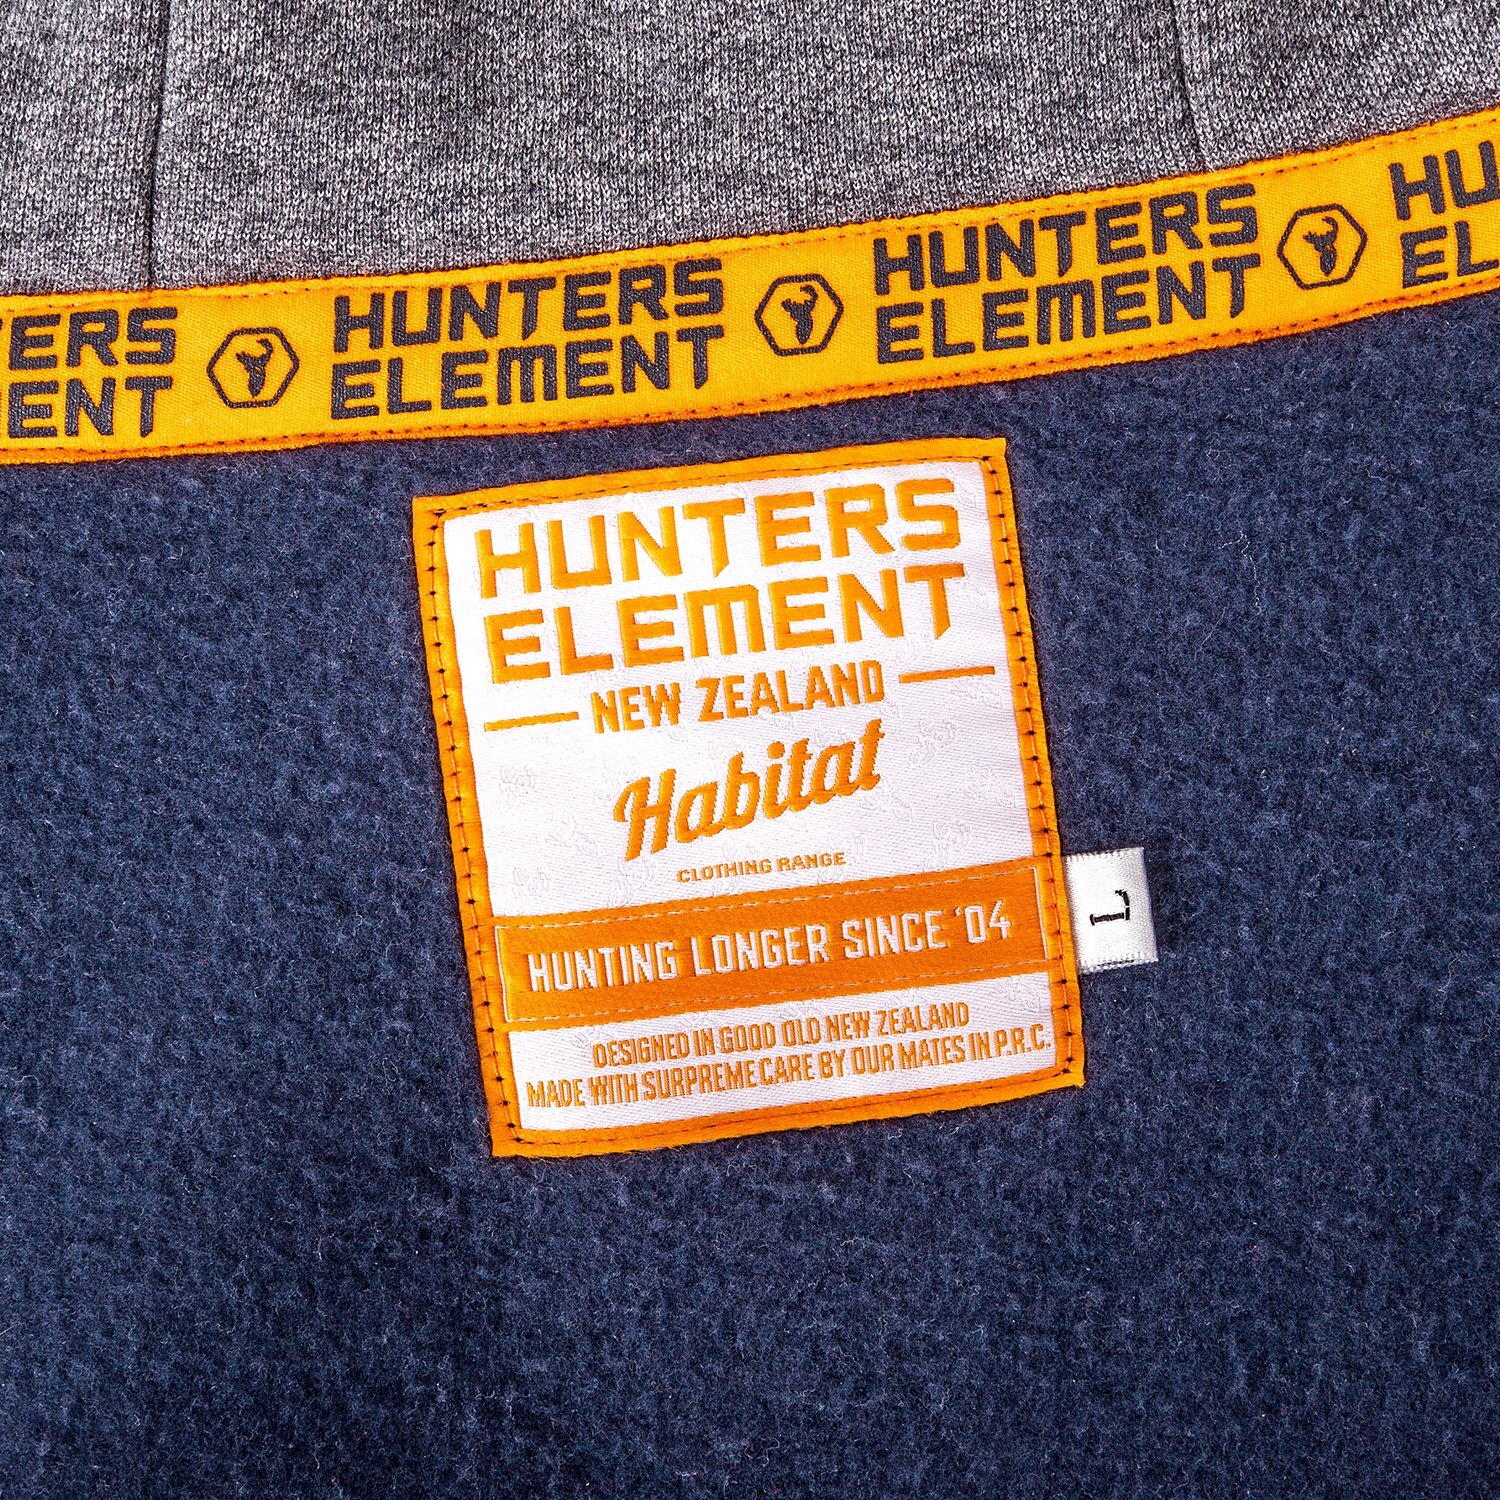 ERS
ENT
HUNTERS
ELEMENT
HUNTERS
ELEMENT
HU
EL
HUNTERS
ELEMENT
NEW ZEALAND
Habitat
CLOTHING RANGE
HUNTING LONGER SINCE '04
DESIGNED IN GOOD OLD NEW ZEALAND
MADE WITH SURPREME CARE BY OUR MATES IN P.R.C.
L